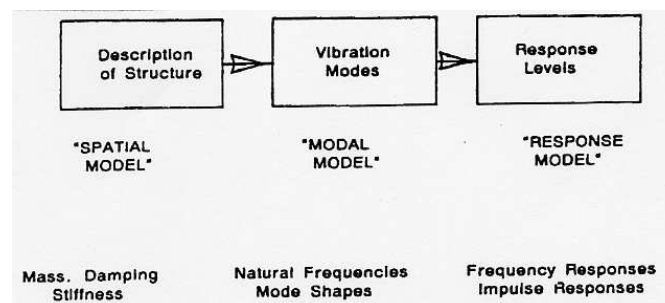 Description
of Structure
Vibration
Modes
Response
Levels
"SPATIAL
MODEL"
"MODAL
MODEL"
"RESPONSE
MODEL"
Mass. Damping
Stiffness
Natural Frequencies
Mode Shapes
Frequency Responses
Impulse Responses